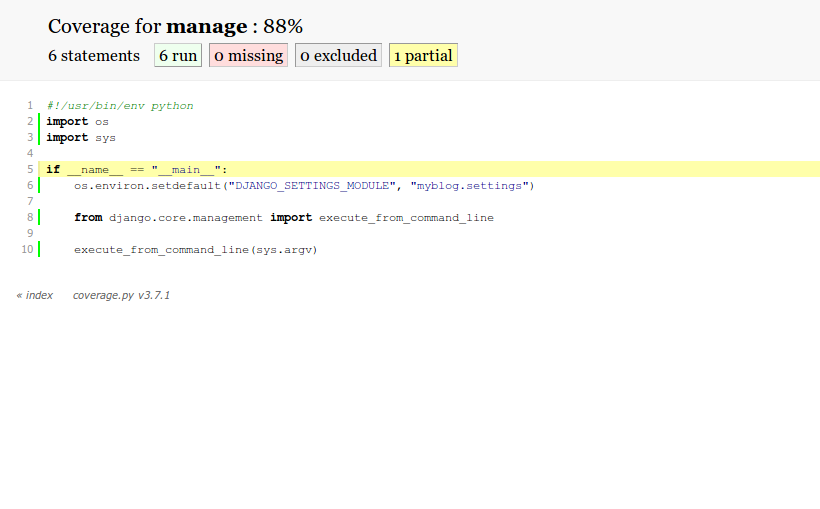 Coverage for manage : 88%
6 statements 6 run 0 missing 0 excluded 1 partial
1 #!/usr/bin/env python
2 import os
3 import sys
4
5 if __name__ == "__main__":
6 os.environ.setdefault("DJANGO_SETTINGS_MODULE", "myblog.settings")
7
8 from django.core.management import execute_from_command_line
9
10 execute_from_command_line(sys.argv)
« index coverage.py v3.7.1